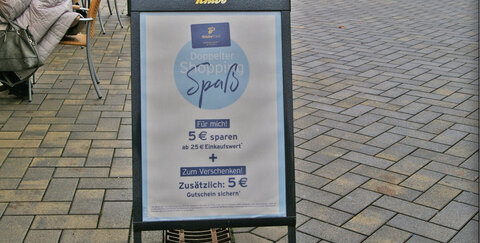 Doppelter
Shopping
Spaß
Für mich!
5 € sparen
ab 25 € Einkaufswert*
+
Zum Verschenken!
Zusätzlich: 5 €
Gutschein sichern*